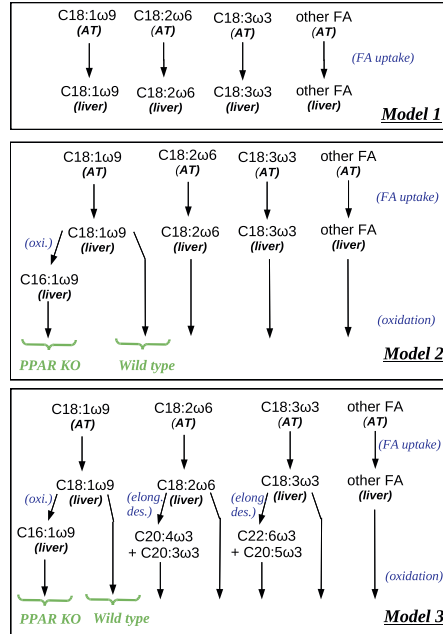 C18:1ω9 C18:2ω6 C18:3ω3 other FA
(AT) (AT) (AT) (AT)
(FA uptake)
C18:1ω9 C18:2ω6 C18:3ω3 other FA
(liver) (liver) (liver) (liver)
Model 1
C18:1ω9 C18:2ω6 C18:3ω3 other FA
(AT) (AT) (AT) (AT)
(FA uptake)
C18:1ω9 C18:2ω6 C18:3ω3 other FA
(oxi.) (liver) (liver) (liver) (liver)
C16:1ω9
(liver)
(oxidation)
PPAR KO Wild type
Model 2
C18:1ω9 C18:2ω6 C18:3ω3 other FA
(AT) (AT) (AT) (AT)
(FA uptake)
C18:1ω9 C18:2ω6 C18:3ω3 other FA
(oxi.) (liver) (elong. (liver) (elong (liver) (liver)
des.) des.)
C16:1ω9 C20:4ω3 C22:6ω3
(liver) + C20:3ω3 + C20:5ω3
(oxidation)
PPAR KO Wild type
Model 3